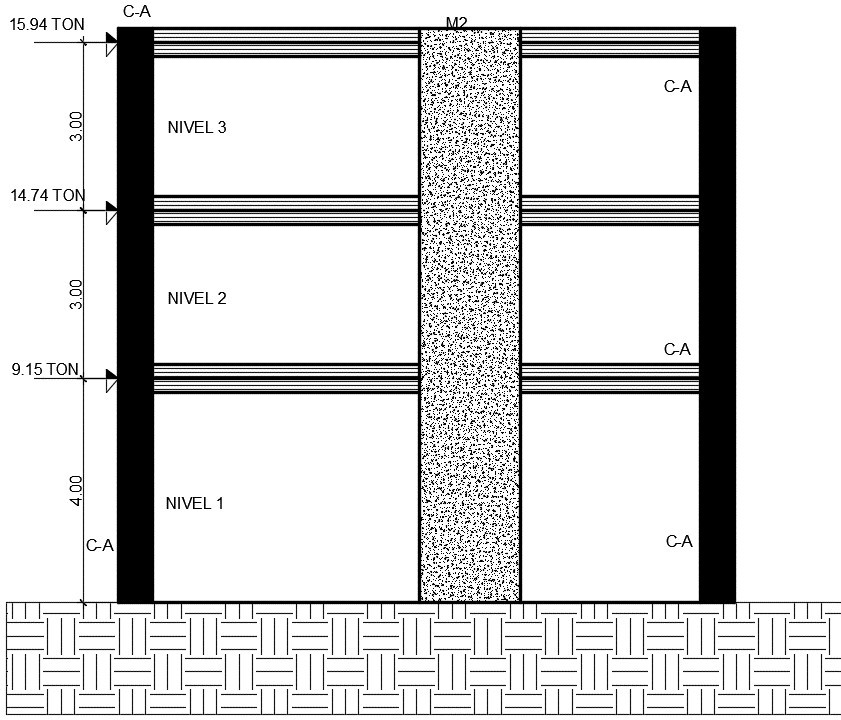 C-A
15.94 TON
M2
C-A
3.00
NIVEL 3
14.74 TON
3.00
NIVEL 2
C-A
9.15 TON
4.00
NIVEL 1
C-A
C-A